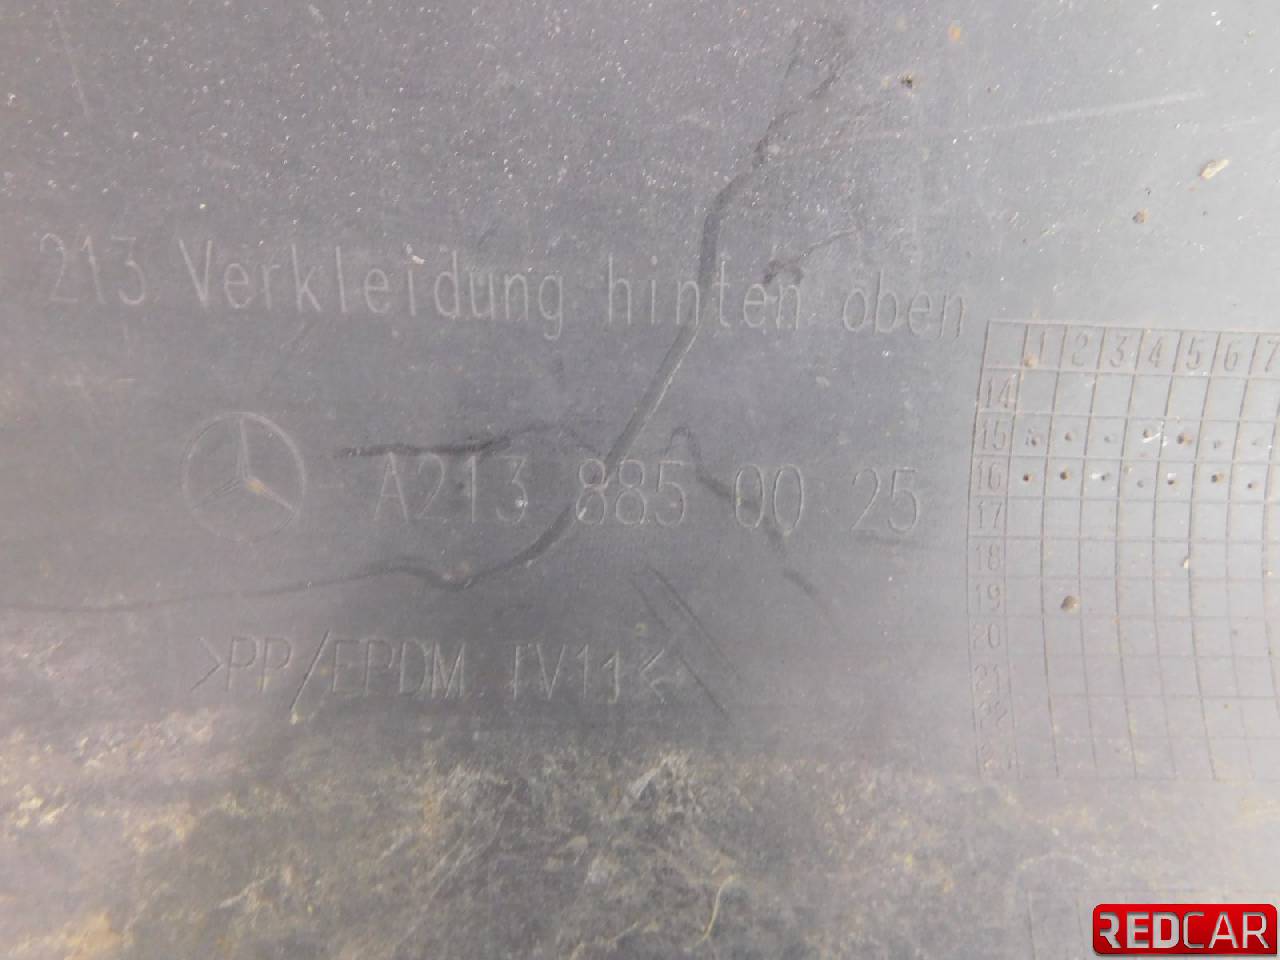 213 Verkleidung hinten oben
A213 885 00 25
>PP/EPDM TV11<
1 2 3 4 5 6 7
14
15
16
17
18
19
20
21
22
REDCAR